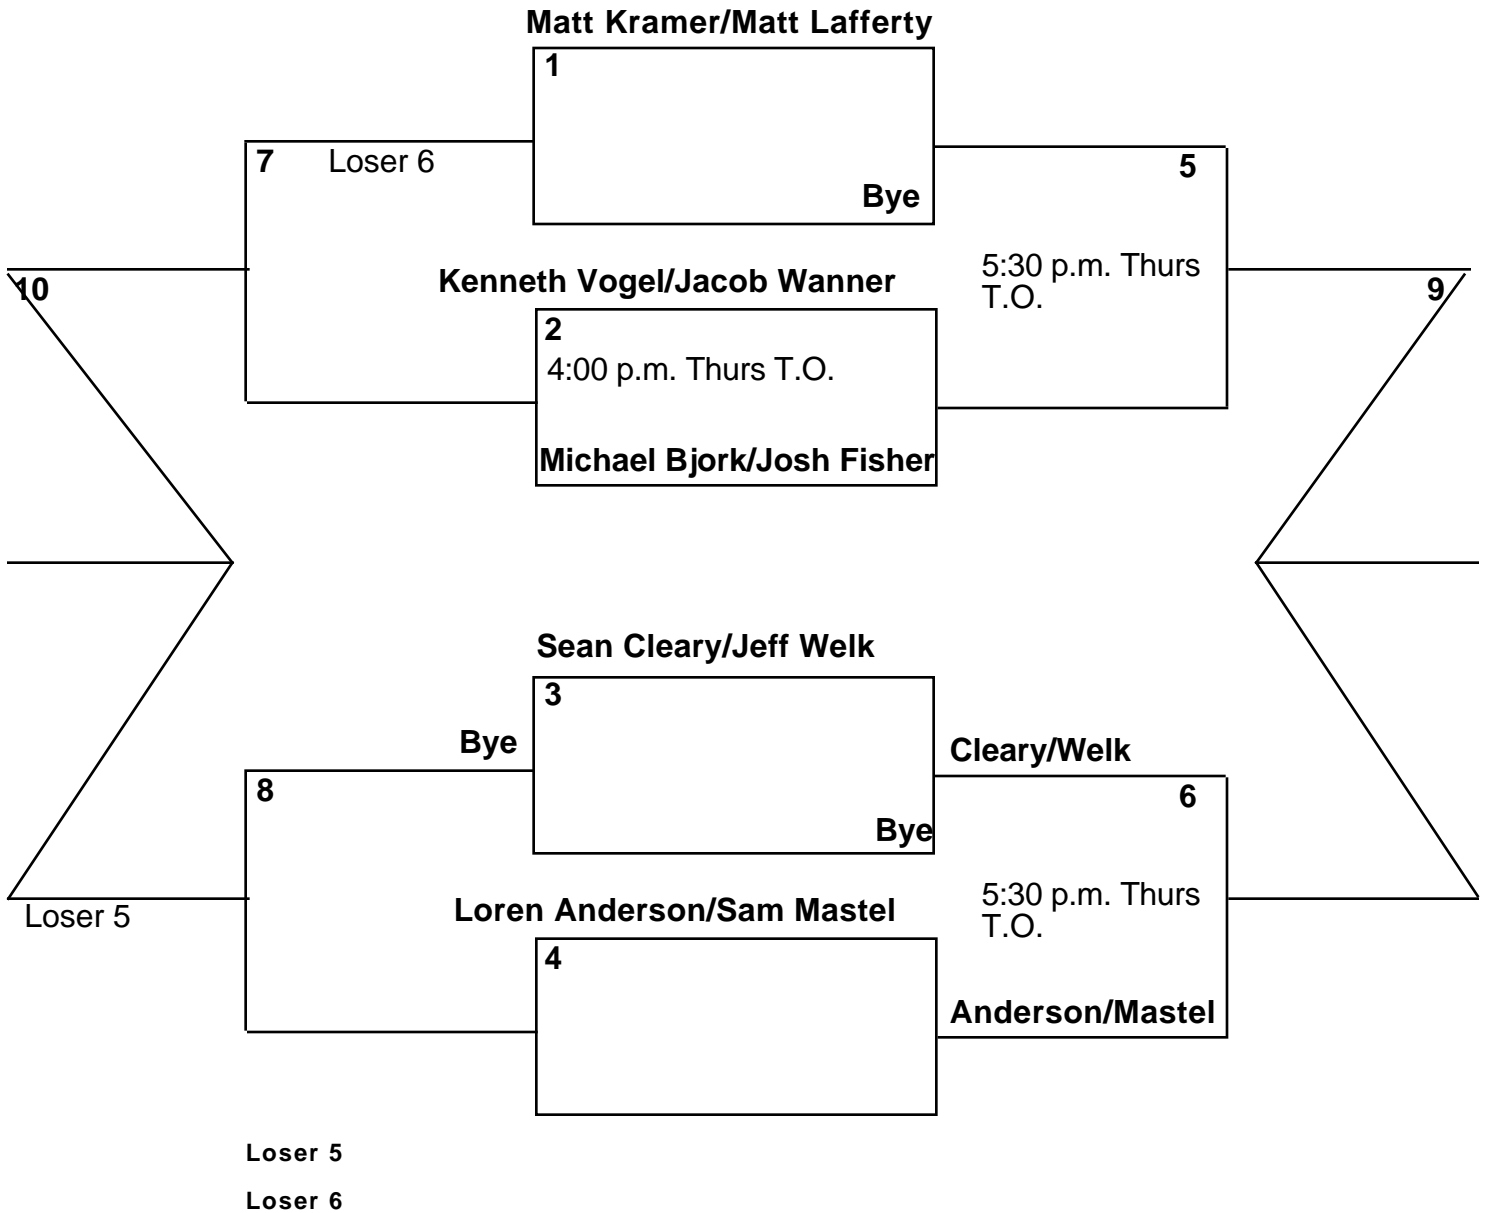 Matt Kramer/Matt Lafferty
1
7 Loser 6
5
Bye
Kenneth Vogel/Jacob Wanner
5:30 p.m. Thurs
T.O.
10
9
2
4:00 p.m. Thurs T.O.
Michael Bjork/Josh Fisher
Sean Cleary/Jeff Welk
3
Bye
Cleary/Welk
8
6
Bye
Loren Anderson/Sam Mastel
5:30 p.m. Thurs
T.O.
Loser 5
4
Anderson/Mastel
Loser 5
Loser 6